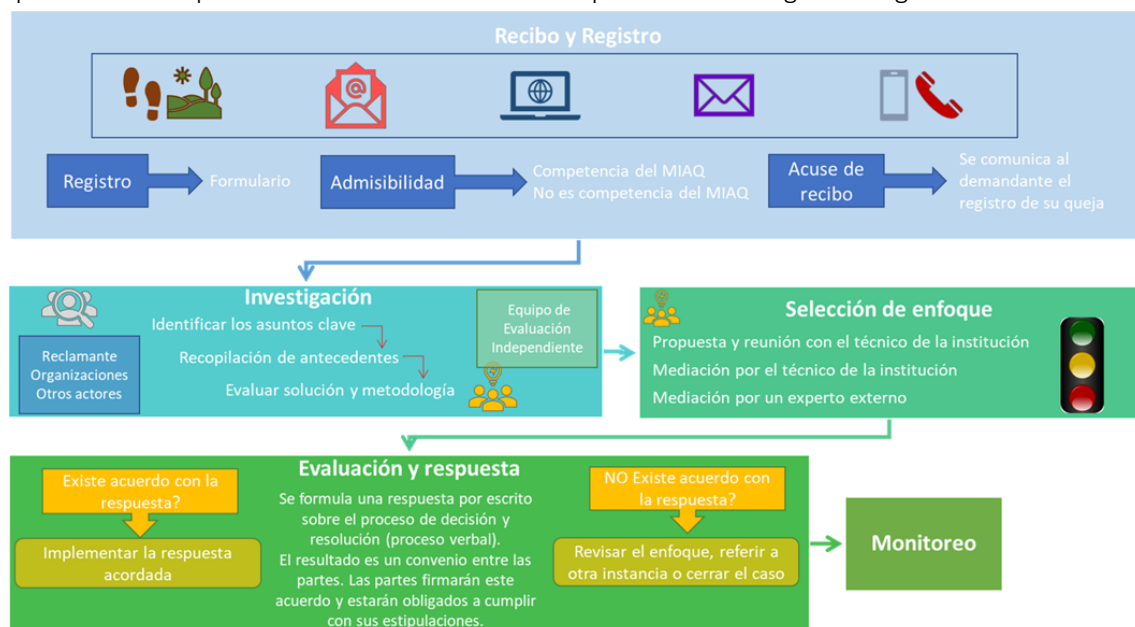 Recibo y Registro
@
Registro
Formulario
Admisibilidad
Competencia del MIAQ
No es competencia del MIAQ
Acuse de
recibo
Se comunica al
demandante el
registro de su queja
Investigación
Identificar los asuntos clave
Recopilación de antecedentes
Evaluar solución y metodología
Reclamante
Organizaciones
Otros actores
Equipo de
Evaluación
Independiente
Selección de enfoque
Propuesta y reunión con el técnico de la institución
Mediación por el técnico de la institución
Mediación por un experto externo
Evaluación y respuesta
Existe acuerdo con la
respuesta?
Implementar la respuesta
acordada
Se formula una respuesta por escrito
sobre el proceso de decisión y
resolución (proceso verbal).
El resultado es un convenio entre las
partes. Las partes firmarán este
acuerdo y estarán obligados a cumplir
con sus estipulaciones.
NO Existe acuerdo con
la respuesta?
Revisar el enfoque, referir a
otra instancia o cerrar el caso
Monitoreo